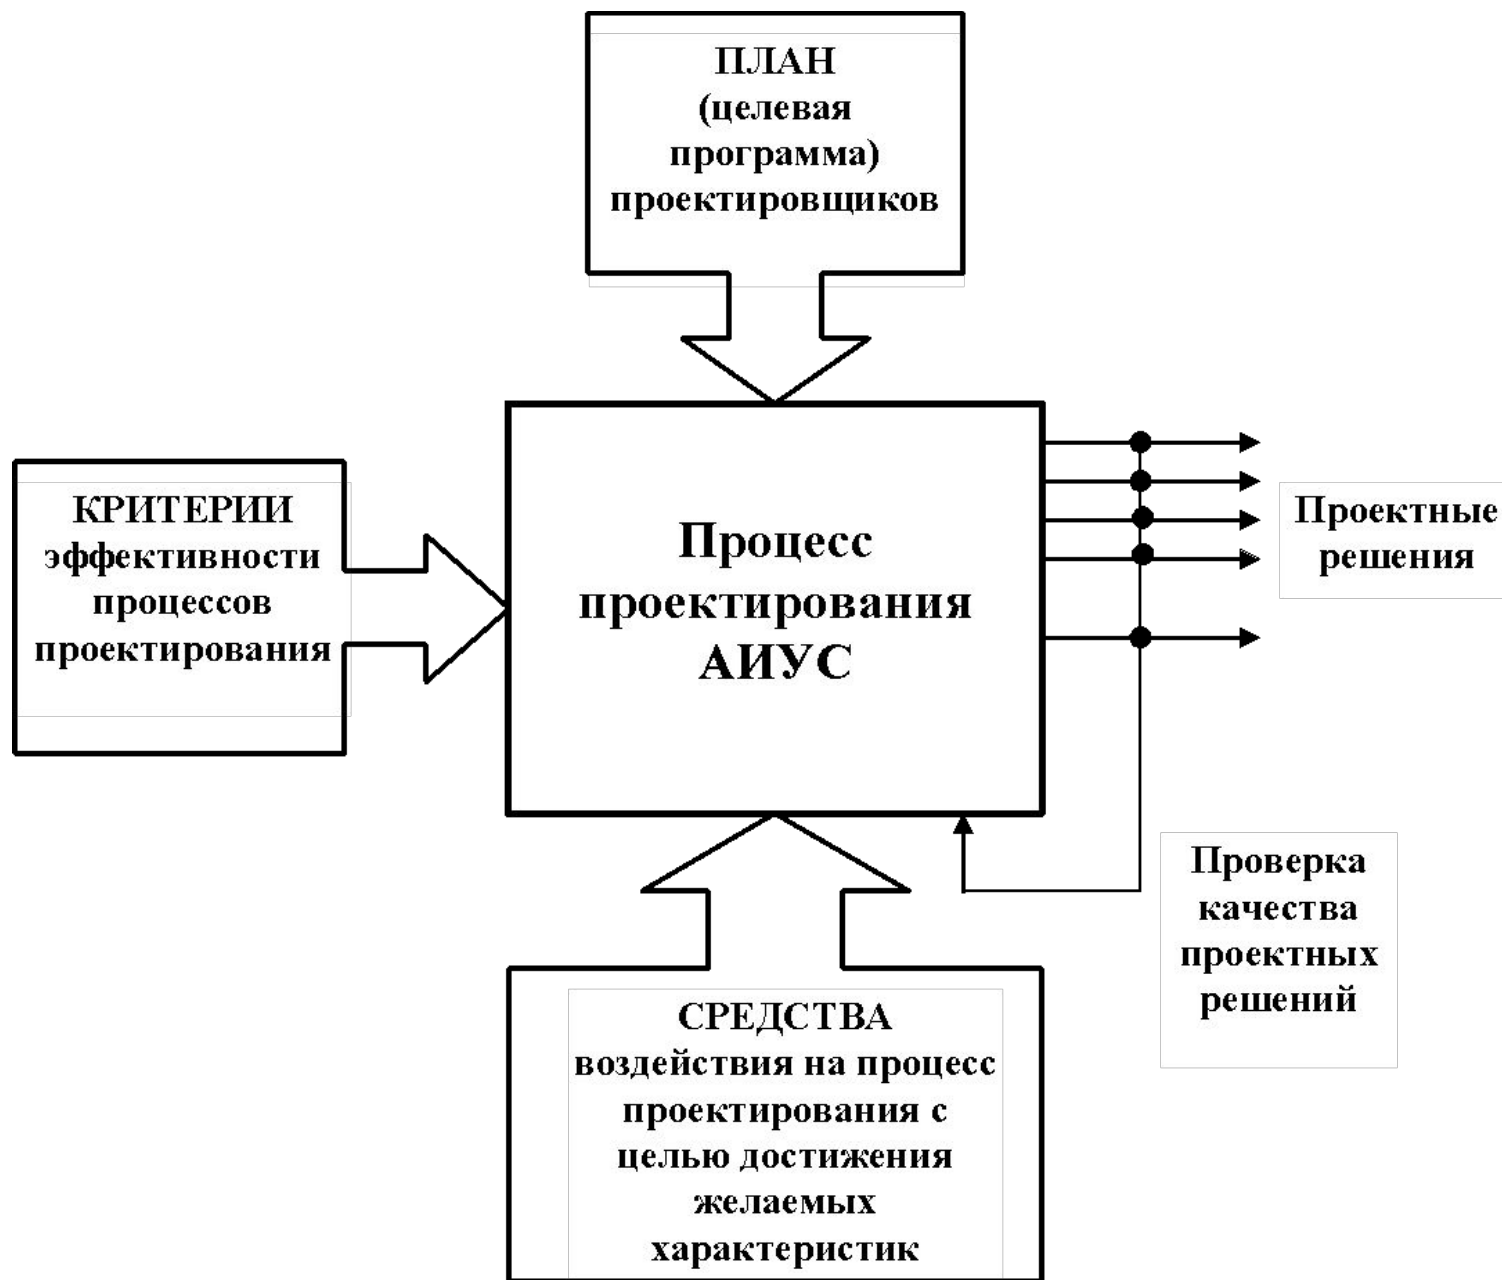 ПЛАН
(целевая
программа)
проектировщиков
КРИТЕРИИ
эффективности
процессов
проектирования
Процесс
проектирования
АИУС
Проектные
решения
Проверка
качества
проектных
решений
СРЕДСТВА
воздействия на процесс
проектирования с
целью достижения
желаемых
характеристик